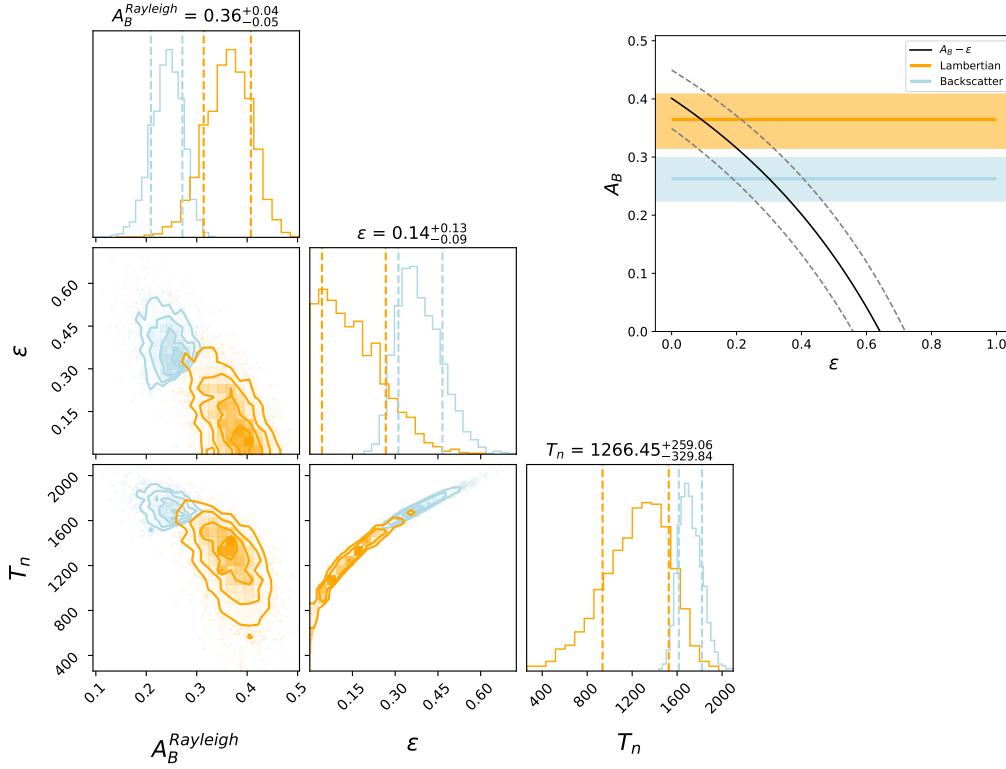 A_B^{Rayleigh} = 0.36^{+0.04}_{-0.05}
0.5
A_B − ε
Lambertian
Backscatter
0.4
0.3
A_B
0.2
0.1
0.0
0.0 0.2 0.4 0.6 0.8 1.0
ε
ε = 0.14^{+0.13}_{-0.09}
0.60
0.45
0.30
0.15
ε
T_n = 1266.45^{+259.06}_{-329.84}
2000
1600
1200
800
400
T_n
0.1 0.2 0.3 0.4 0.5
0.15 0.30 0.45 0.60
400 800 1200 1600 2000
A_B^{Rayleigh}
ε
T_n